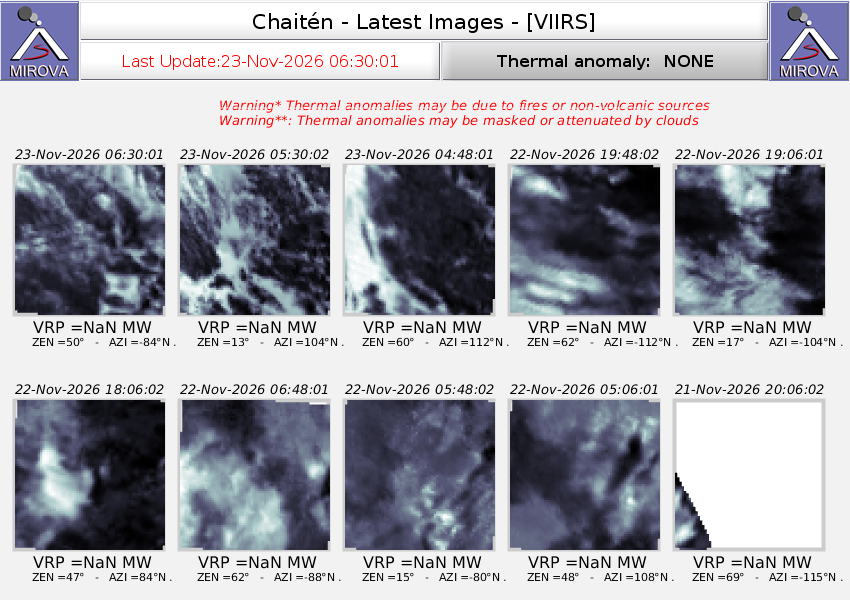 Chaitén - Latest Images - [VIIRS]
MIROVA
Last Update:23-Nov-2026 06:30:01
Thermal anomaly: NONE
MIROVA
Warning* Thermal anomalies may be due to fires or non-volcanic sources
Warning**: Thermal anomalies may be masked or attenuated by clouds
23-Nov-2026 06:30:01 23-Nov-2026 05:30:02 23-Nov-2026 04:48:01 22-Nov-2026 19:48:02 22-Nov-2026 19:06:01
VRP =NaN MW VRP =NaN MW VRP =NaN MW VRP =NaN MW VRP =NaN MW
ZEN =50° - AZI =-84°N . ZEN =13° - AZI =104°N . ZEN =60° - AZI =112°N . ZEN =62° - AZI =-112°N . ZEN =17° - AZI =-104°N .
22-Nov-2026 18:06:02 22-Nov-2026 06:48:01 22-Nov-2026 05:48:02 22-Nov-2026 05:06:01 21-Nov-2026 20:06:02
VRP =NaN MW VRP =NaN MW VRP =NaN MW VRP =NaN MW VRP =NaN MW
ZEN =47° - AZI =84°N . ZEN =62° - AZI =-88°N . ZEN =15° - AZI =-80°N . ZEN =48° - AZI =108°N . ZEN =69° - AZI =-115°N .